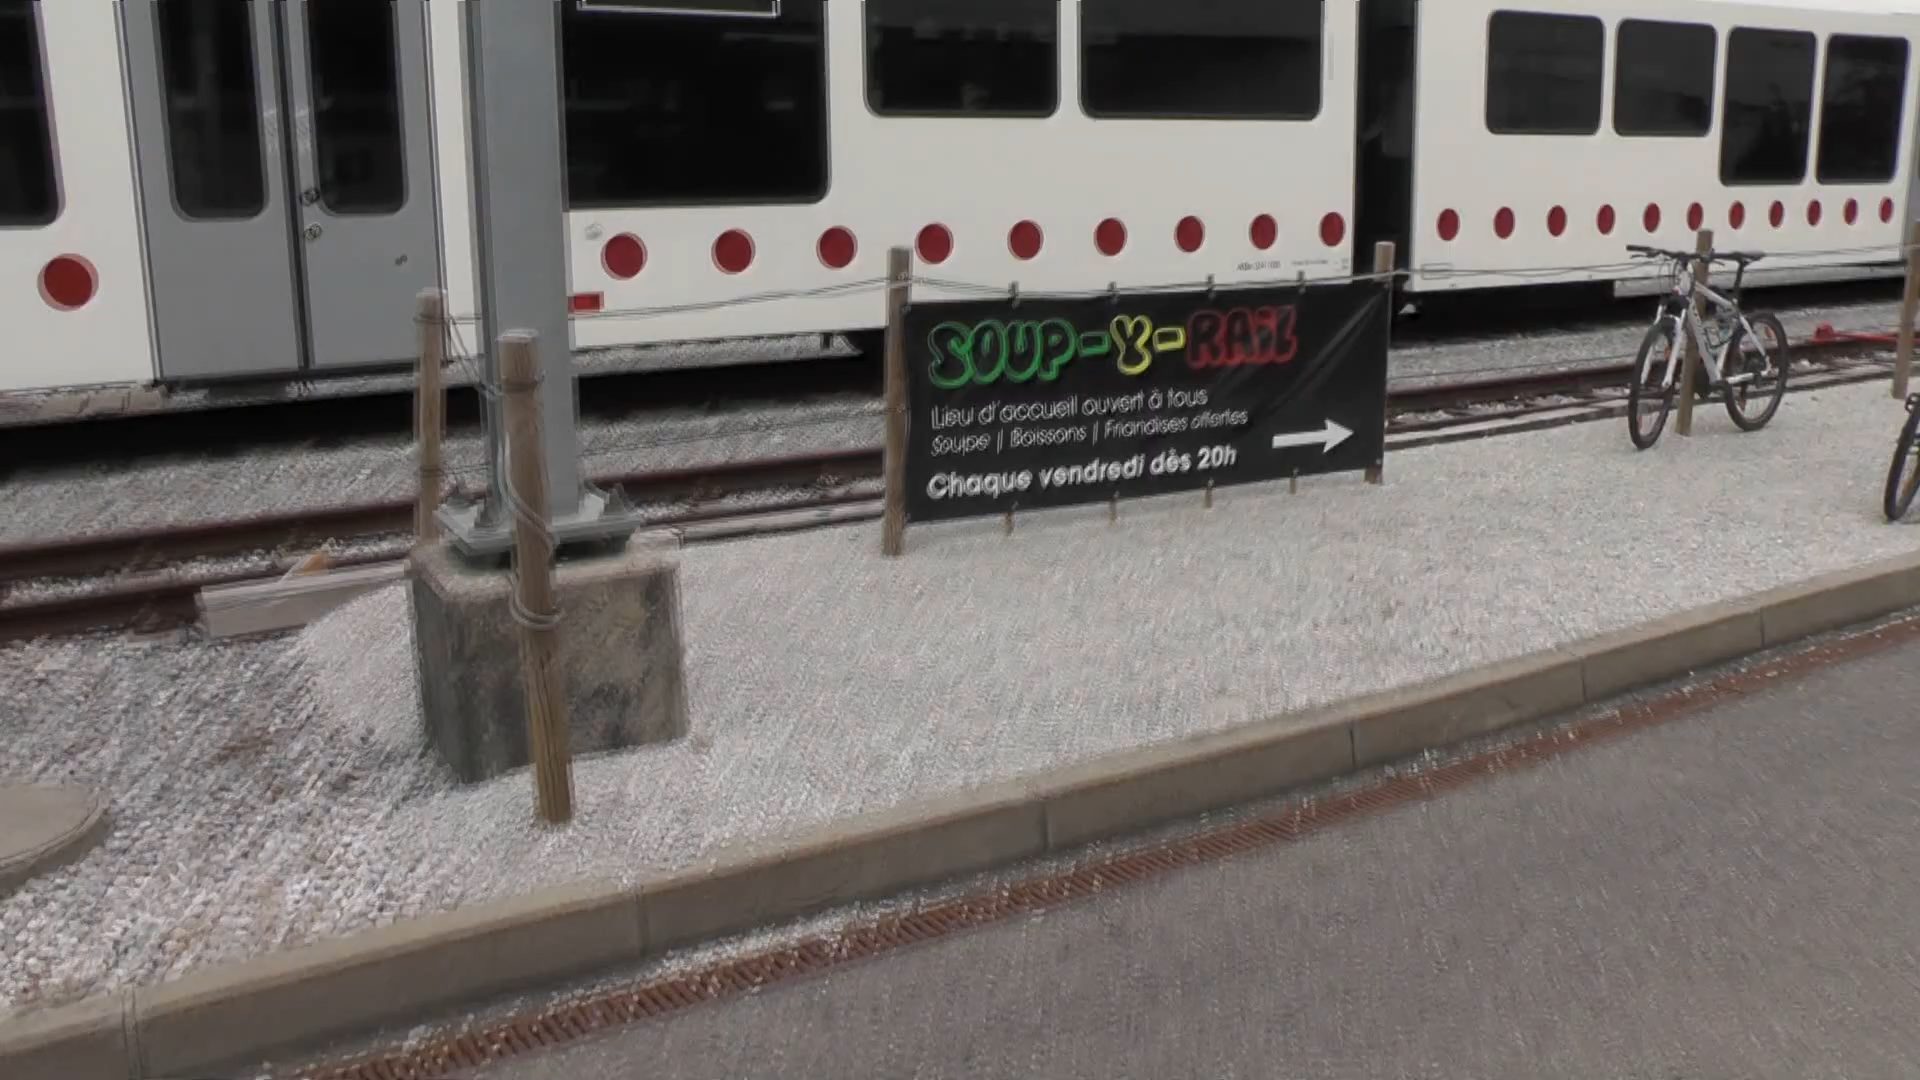 SOUP-Y-RAIL
Lieu d'accueil ouvert à tous
Soupe | Boissons | Friandises offertes
Chaque vendredi dès 20h